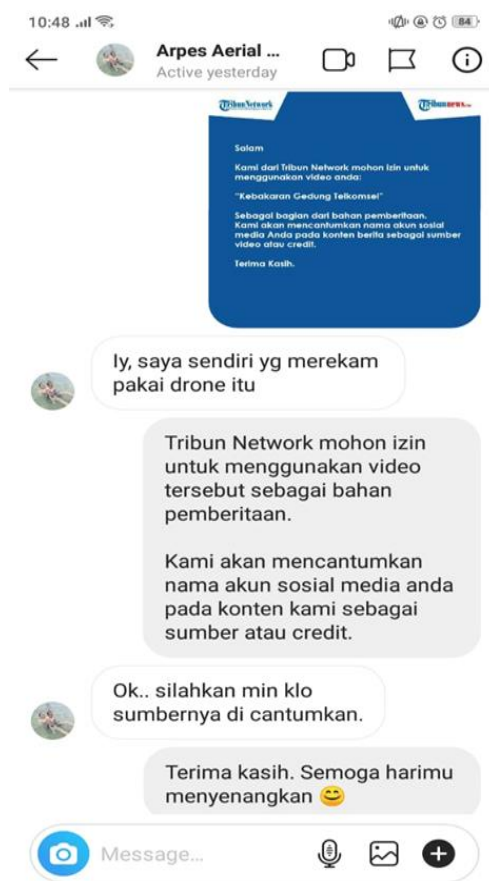 10:48
84
Arpes Aerial ...
Active yesterday
Tribun Network
Tribunnews.com
Salam
Kami dari Tribun Network mohon izin untuk
menggunakan video anda:
"Kebakaran Gedung Telkomsel"
Sebagai bagian dari bahan pemberitaan.
Kami akan mencantumkan nama akun sosial
media Anda pada konten berita sebagai sumber
video atau credit.
Terima Kasih.
Iy, saya sendiri yg merekam
pakai drone itu
Tribun Network mohon izin
untuk menggunakan video
tersebut sebagai bahan
pemberitaan.
Kami akan mencantumkan
nama akun sosial media anda
pada konten kami sebagai
sumber atau credit.
Ok.. silahkan min klo
sumbernya di cantumkan.
Terima kasih. Semoga harimu
menyenangkan 😊
Message...